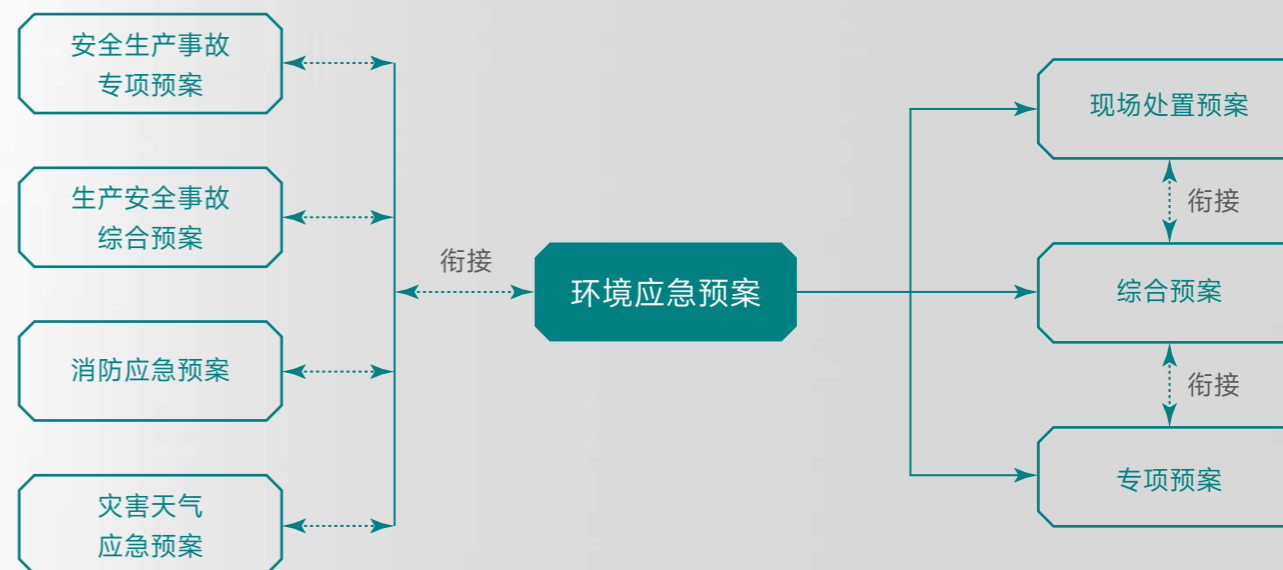 安全生产事故
专项预案
生产安全事故
综合预案
消防应急预案
灾害天气
应急预案
衔接
环境应急预案
现场处置预案
衔接
综合预案
衔接
专项预案